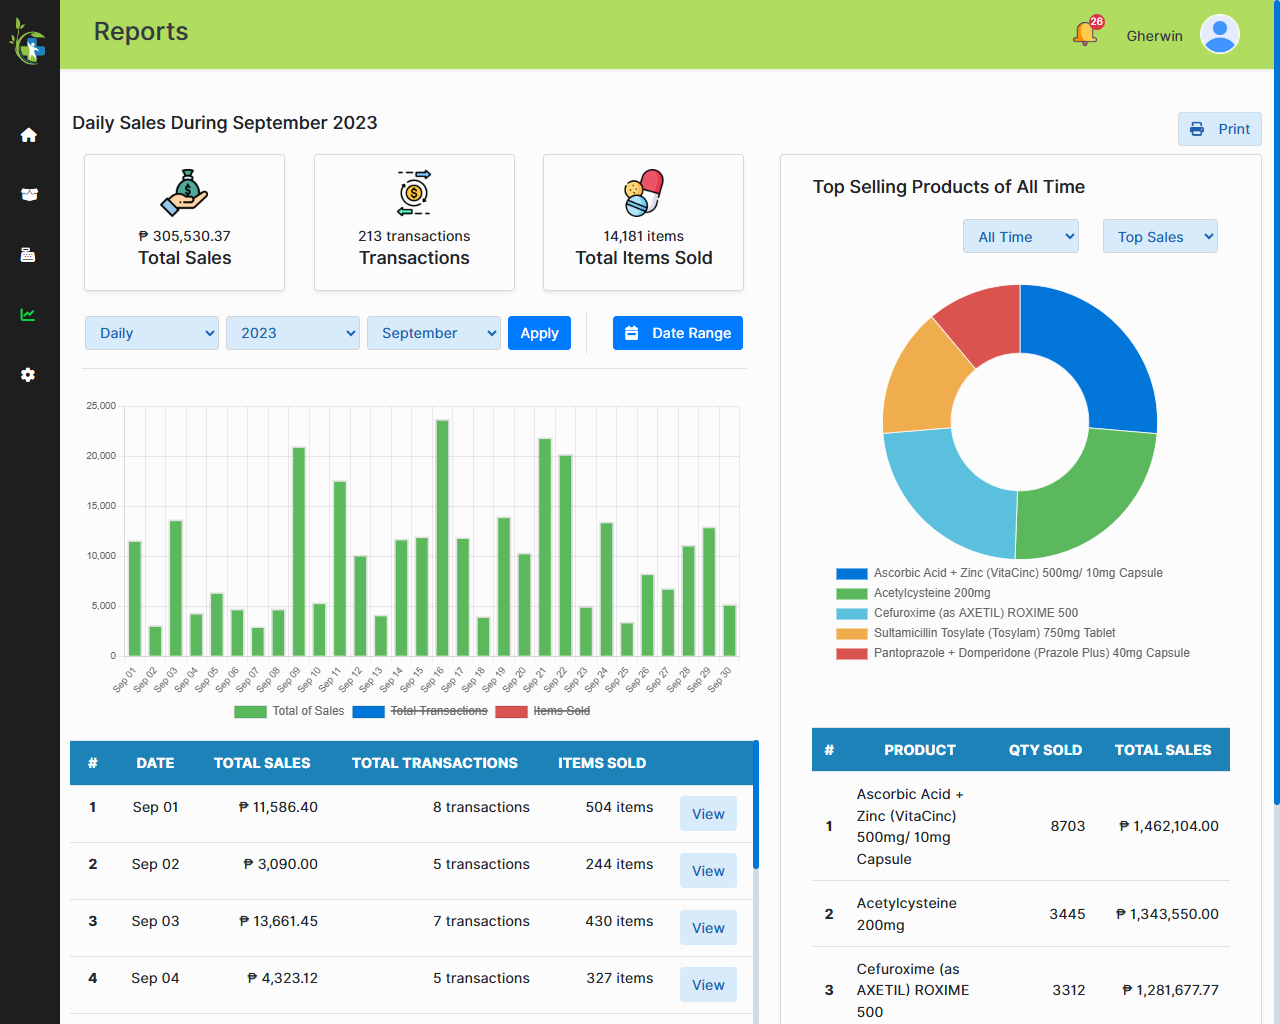 Reports
26
Gherwin
Daily Sales During September 2023
Print
₱ 305,530.37
Total Sales
213 transactions
Transactions
14,181 items
Total Items Sold
Daily
2023
September
Apply
Date Range
25,000
20,000
15,000
10,000
5,000
0
Sep 01
Sep 02
Sep 03
Sep 04
Sep 05
Sep 06
Sep 07
Sep 08
Sep 09
Sep 10
Sep 11
Sep 12
Sep 13
Sep 14
Sep 15
Sep 16
Sep 17
Sep 18
Sep 19
Sep 20
Sep 21
Sep 22
Sep 23
Sep 24
Sep 25
Sep 26
Sep 27
Sep 28
Sep 29
Sep 30
Total of Sales Total Transactions Items Sold
# DATE TOTAL SALES TOTAL TRANSACTIONS ITEMS SOLD
1 Sep 01 ₱ 11,586.40 8 transactions 504 items View
2 Sep 02 ₱ 3,090.00 5 transactions 244 items View
3 Sep 03 ₱ 13,661.45 7 transactions 430 items View
4 Sep 04 ₱ 4,323.12 5 transactions 327 items View
Top Selling Products of All Time
All Time
Top Sales
Ascorbic Acid + Zinc (VitaCinc) 500mg/ 10mg Capsule
Acetylcysteine 200mg
Cefuroxime (as AXETIL) ROXIME 500
Sultamicillin Tosylate (Tosylam) 750mg Tablet
Pantoprazole + Domperidone (Prazole Plus) 40mg Capsule
# PRODUCT QTY SOLD TOTAL SALES
Ascorbic Acid +
Zinc (VitaCinc)
1 8703 ₱ 1,462,104.00
500mg/ 10mg
Capsule
Acetylcysteine
2 3445 ₱ 1,343,550.00
200mg
Cefuroxime (as
3 AXETIL) ROXIME 3312 ₱ 1,281,677.77
500